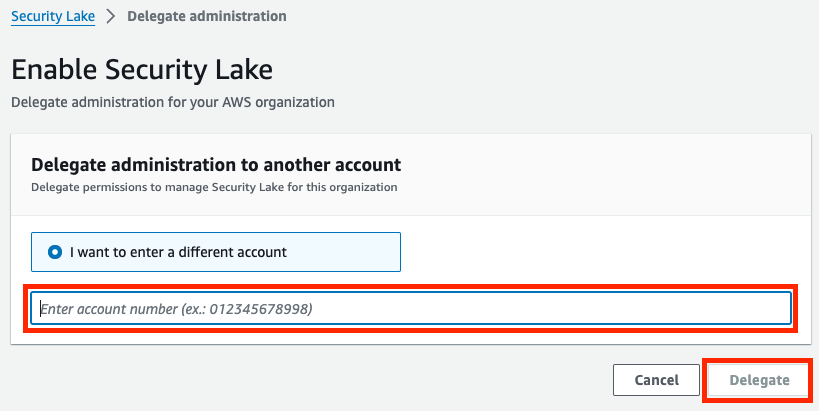 Security Lake > Delegate administration
Enable Security Lake
Delegate administration for your AWS organization
Delegate administration to another account
Delegate permissions to manage Security Lake for this organization
I want to enter a different account
Enter account number (ex.: 012345678998)
Cancel Delegate